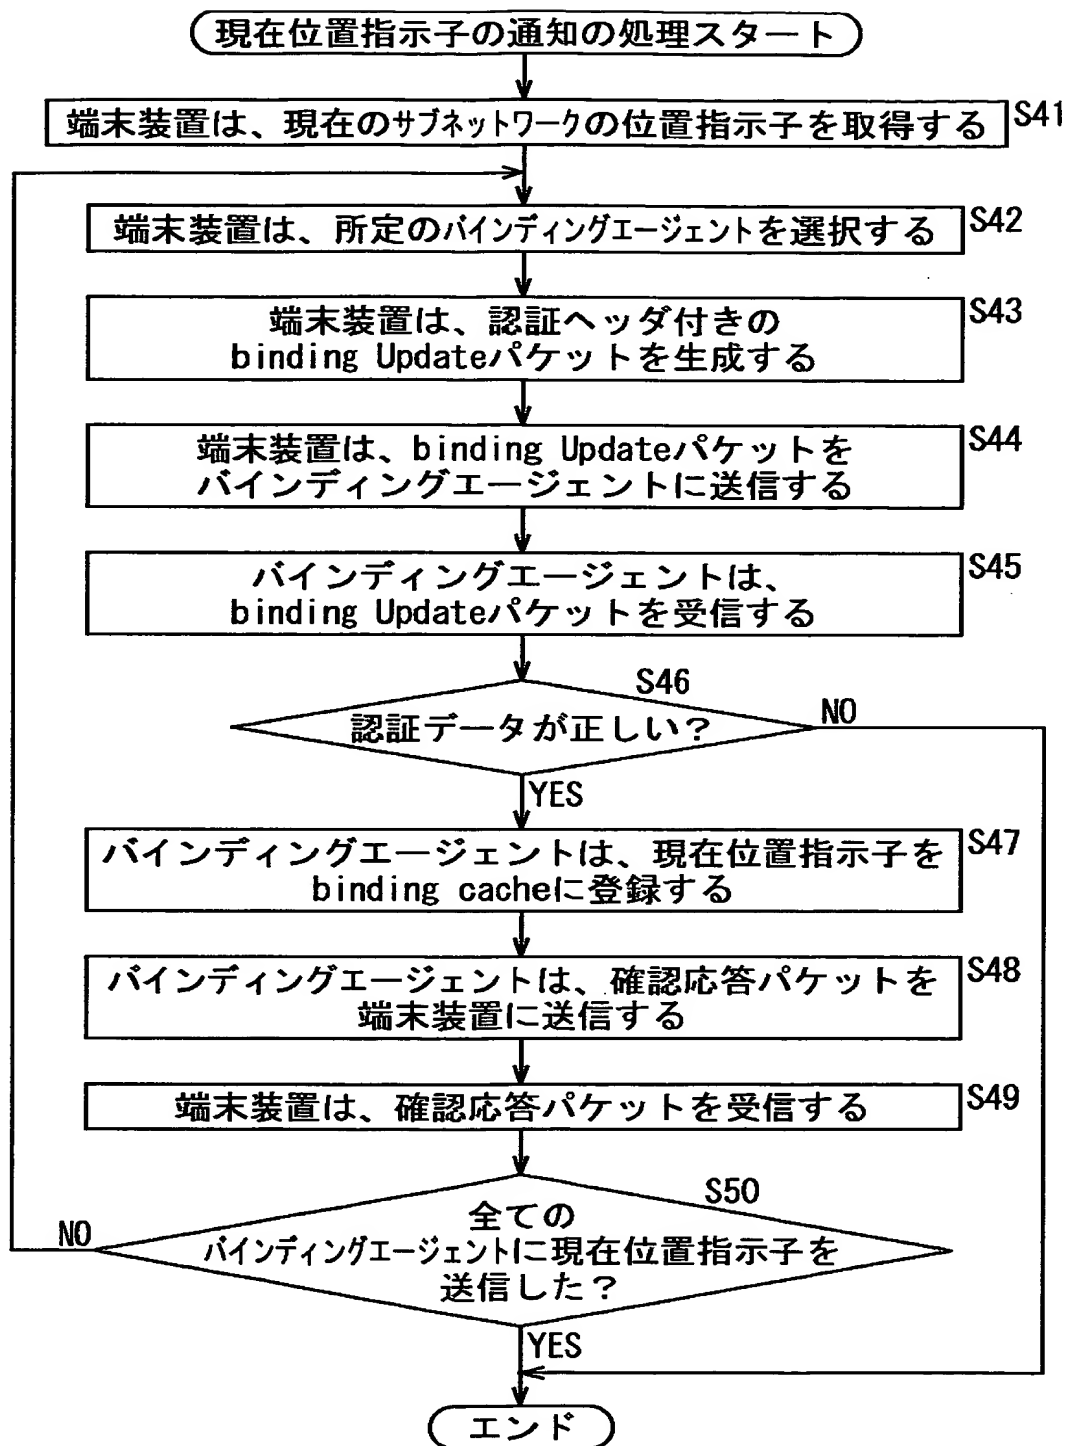 現在位置指示子の通知の処理スタート
端末装置は、現在のサブネットワークの位置指示子を取得する
S41
端末装置は、所定のバインディングエージェントを選択する
S42
端末装置は、認証ヘッダ付きの
binding Updateパケットを生成する
S43
端末装置は、binding Updateパケットを
バインディングエージェントに送信する
S44
バインディングエージェントは、
binding Updateパケットを受信する
S45
S46
認証データが正しい？
NO
YES
バインディングエージェントは、現在位置指示子を
binding cacheに登録する
S47
バインディングエージェントは、確認応答パケットを
端末装置に送信する
S48
端末装置は、確認応答パケットを受信する
S49
S50
全ての
バインディングエージェントに現在位置指示子を
送信した？
NO
YES
エンド